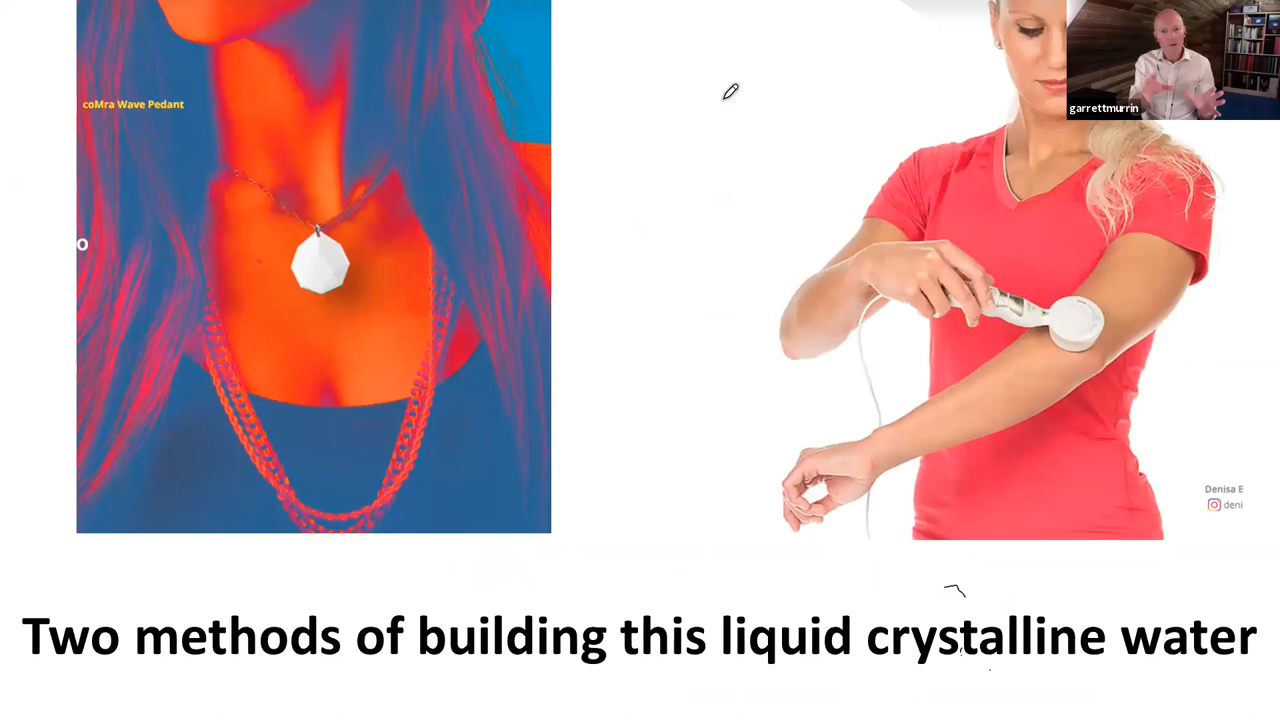 coMra Wave Pedant
O
garrettmurrin
Denisa
deni
Two methods of building this liquid crystalline water